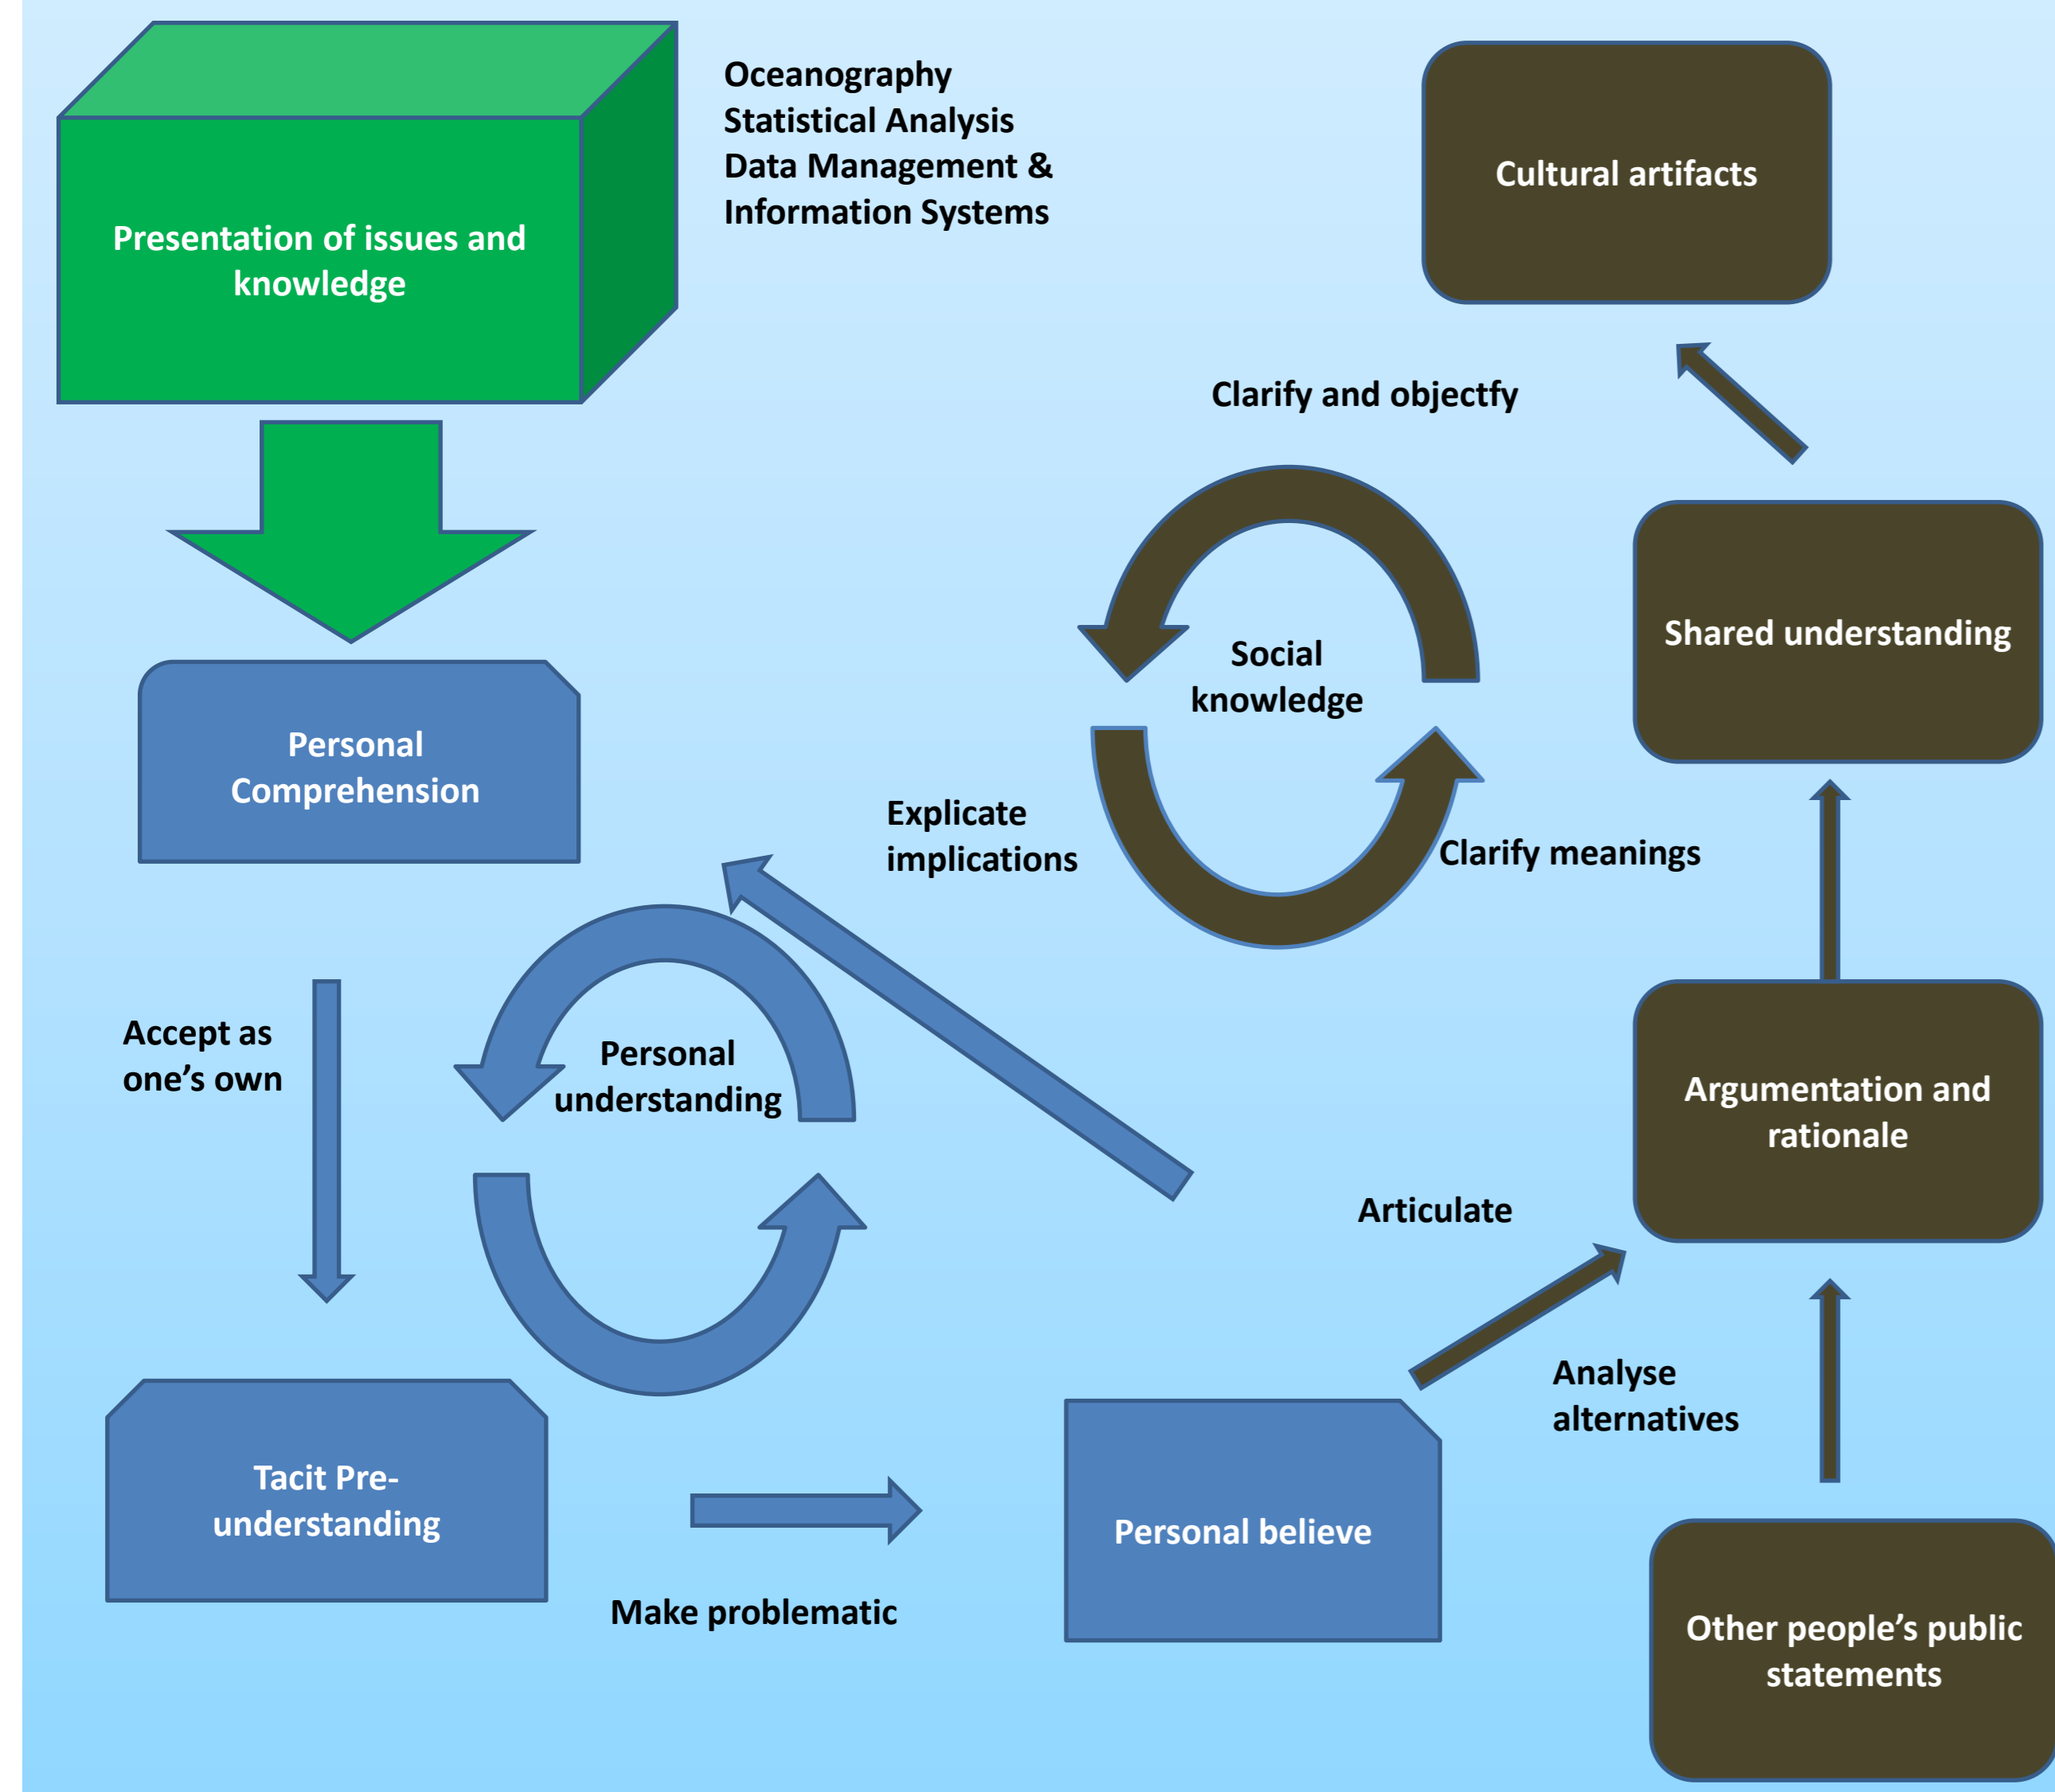 Oceanography
Statistical Analysis
Data Management &
Information Systems
Presentation of issues and
knowledge
Cultural artifacts
Clarify and objectfy
Social
knowledge
Shared understanding
Personal
Comprehension
Explicate
implications
Clarify meanings
Accept as
one’s own
Personal
understanding
Argumentation and
rationale
Articulate
Analyse
alternatives
Tacit Pre-
understanding
Make problematic
Personal believe
Other people’s public
statements